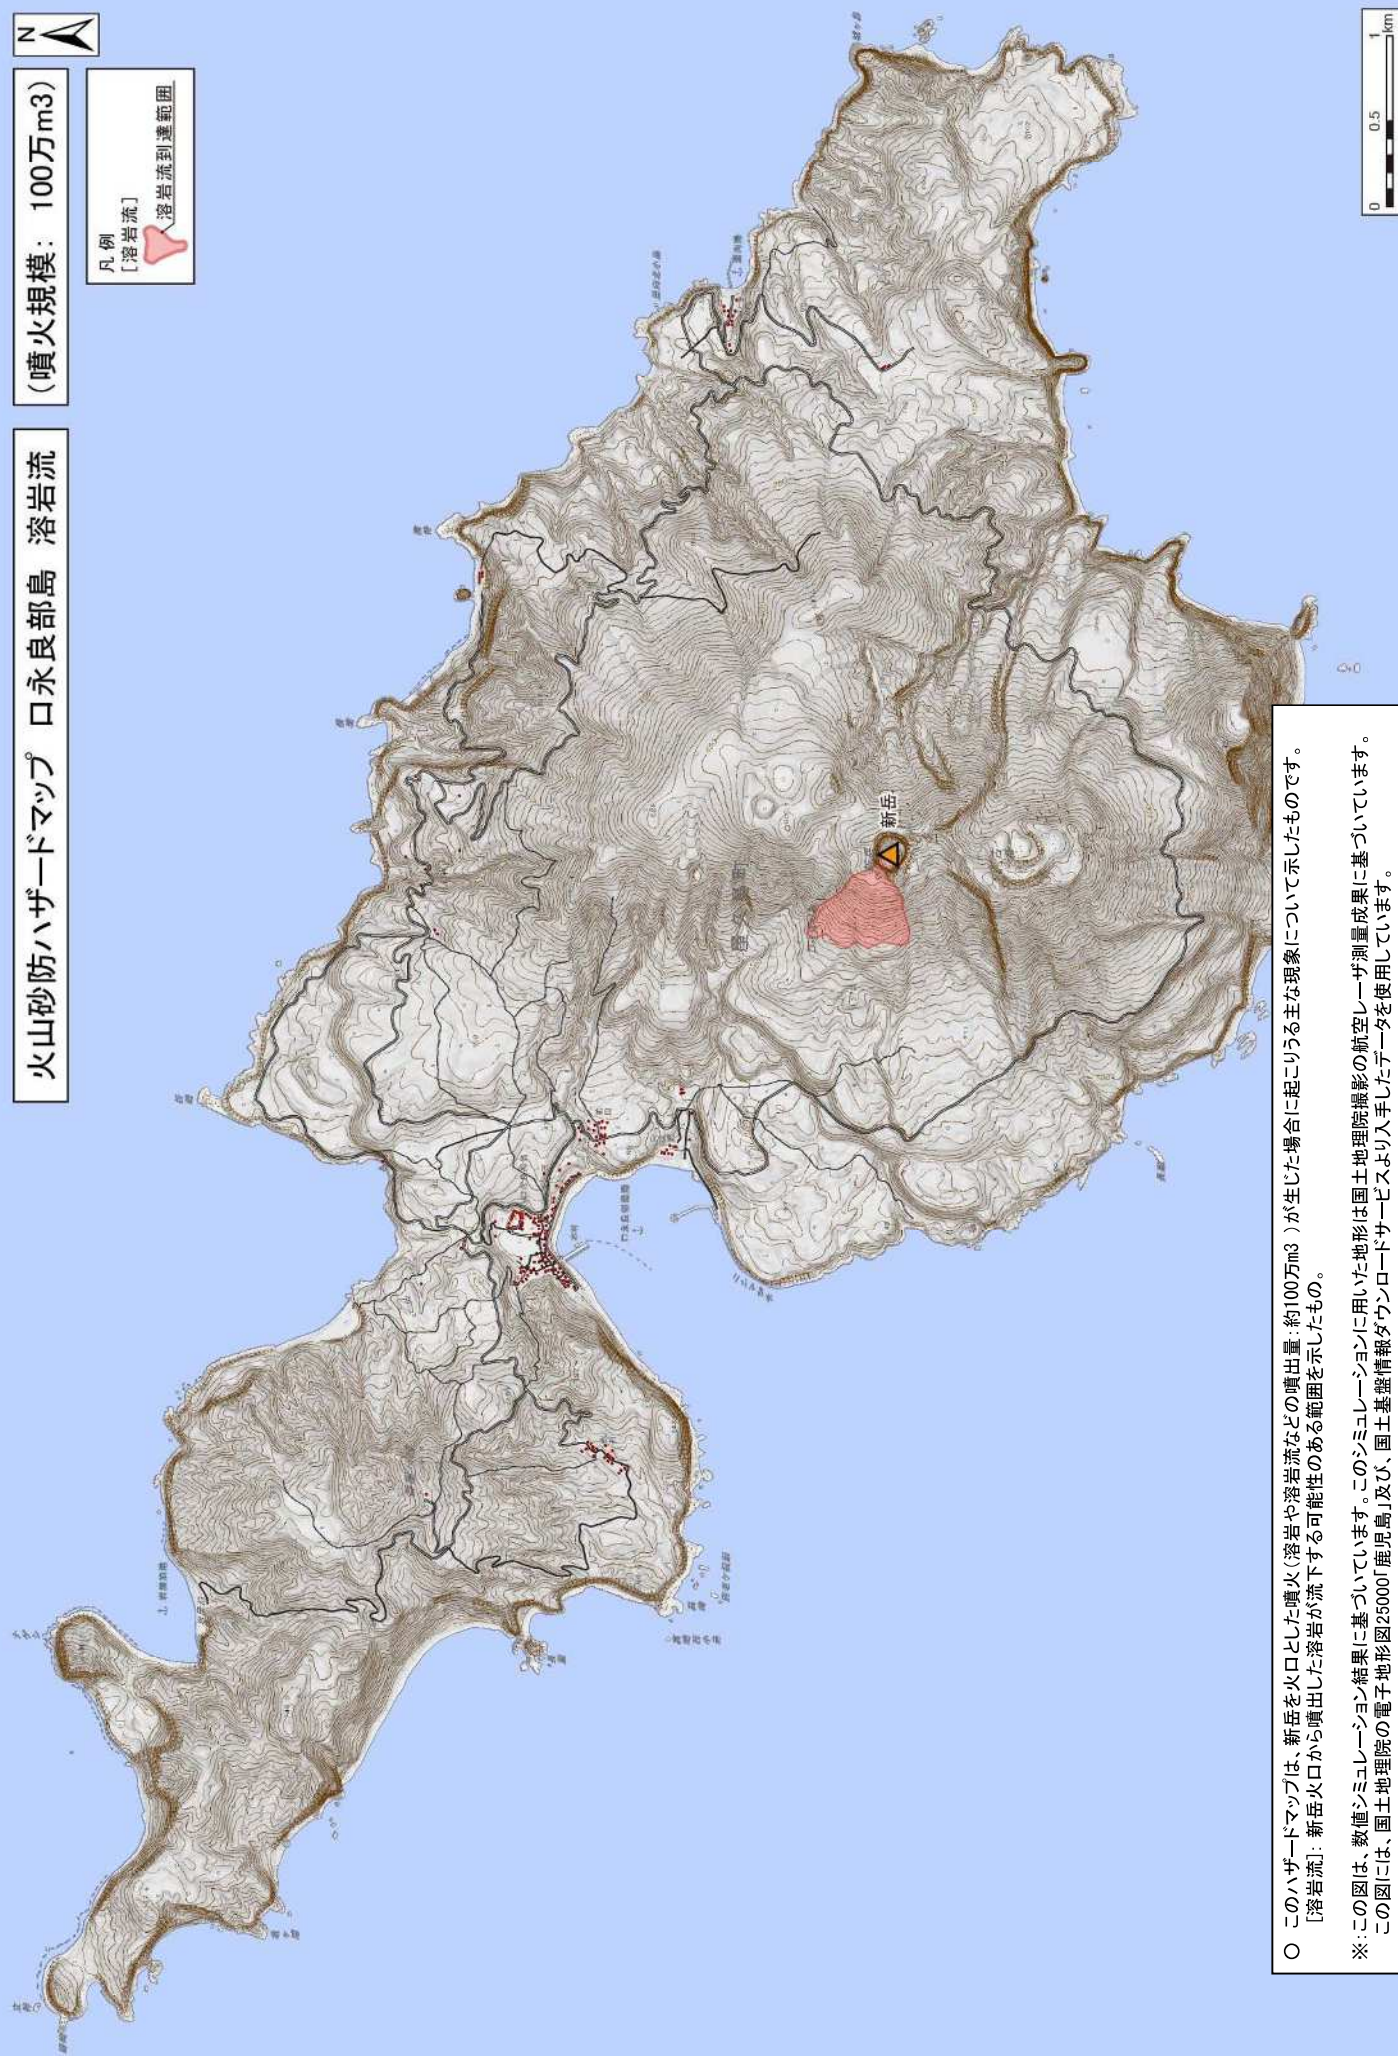 火山砂防ハザードマップ 口永良部島 溶岩流
(噴火規模： 100万m3)
N
凡 例
[溶岩流]
溶岩流到達範囲
新岳
0 0.5 1
km
○ このハザードマップは、新岳を火口とした噴火(溶岩や溶岩流などの噴出量：約100万m3 )が生じた場合に起こりうる主な現象について示したものです。
[溶岩流]：新岳火口から噴出した溶岩が流下する可能性のある範囲を示したもの。
※：この図は、数値シミュレーション結果に基づいています。このシミュレーションに用いた地形は国土地理院撮影の航空レーザ測量成果に基づいています。
この図には、国土地理院の電子地形図25000「鹿児島」及び、国土基盤情報ダウンロードサービスより入手したデータを使用しています。